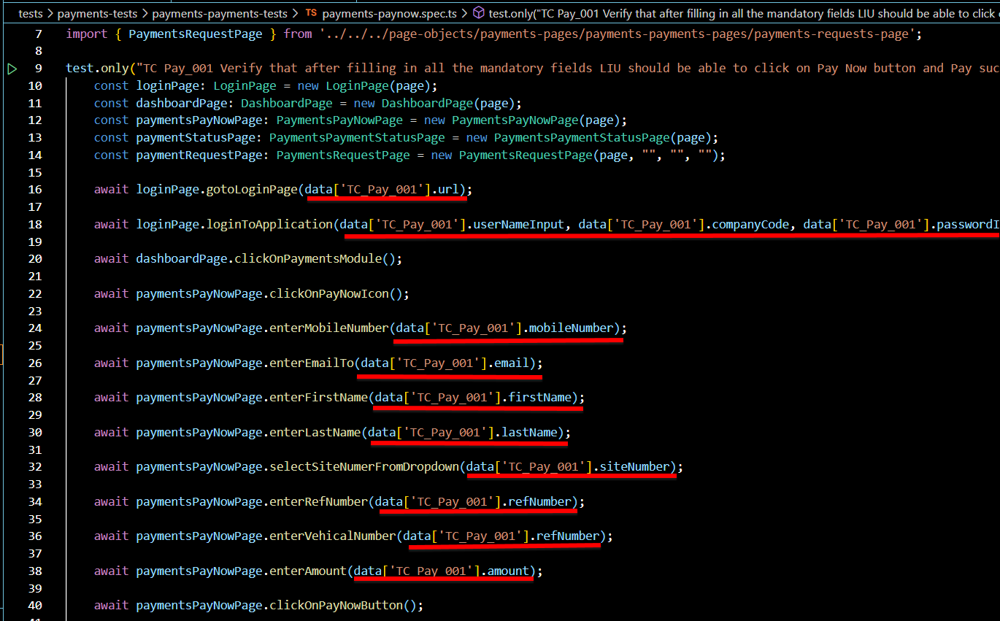 tests > payments-tests > payments-payments-tests > TS payments-paynow.spec.ts > test.only("TC Pay_001 Verify that after filling in all the mandatory fields LIU should be able to click
7 import { PaymentsRequestPage } from '../../../page-objects/payments-pages/payments-payments-pages/payments-requests-page';
8
9 test.only("TC Pay_001 Verify that after filling in all the mandatory fields LIU should be able to click on Pay Now button and Pay suc
10 const loginPage: LoginPage = new LoginPage(page);
11 const dashboardPage: DashboardPage = new DashboardPage(page);
12 const paymentsPayNowPage: PaymentsPayNowPage = new PaymentsPayNowPage(page);
13 const paymentStatusPage: PaymentsPaymentStatusPage = new PaymentsPaymentStatusPage(page);
14 const paymentRequestPage: PaymentsRequestPage = new PaymentsRequestPage(page, "", "", "");
15
16 await loginPage.gotoLoginPage(data['TC_Pay_001'].url);
17
18 await loginPage.loginToApplication(data['TC_Pay_001'].userNameInput, data['TC_Pay_001'].companyCode, data['TC_Pay_001'].passwordI
19
20 await dashboardPage.clickOnPaymentsModule();
21
22 await paymentsPayNowPage.clickOnPayNowIcon();
23
24 await paymentsPayNowPage.enterMobileNumber(data['TC_Pay_001'].mobileNumber);
25
26 await paymentsPayNowPage.enterEmailTo(data['TC_Pay_001'].email);
27
28 await paymentsPayNowPage.enterFirstName(data['TC_Pay_001'].firstName);
29
30 await paymentsPayNowPage.enterLastName(data['TC_Pay_001'].lastName);
31
32 await paymentsPayNowPage.selectSiteNumerFromDropdown(data['TC_Pay_001'].siteNumber);
33
34 await paymentsPayNowPage.enterRefNumber(data['TC_Pay_001'].refNumber);
35
36 await paymentsPayNowPage.enterVehicalNumber(data['TC_Pay_001'].refNumber);
37
38 await paymentsPayNowPage.enterAmount(data['TC_Pay_001'].amount);
39
40 await paymentsPayNowPage.clickOnPayNowButton();